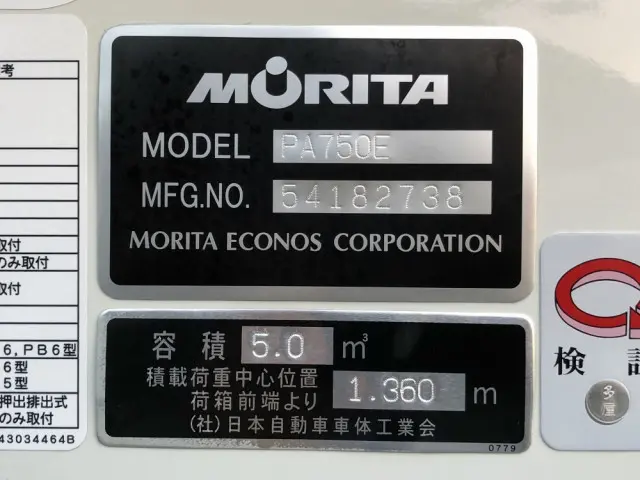 考
取付
のみ取付
取付
6,PB6型
6型
5型
押出排出式
のみ取付
43034464B
MORITA
MODEL PA750E
MFG.NO. 54182738
MORITA ECONOS CORPORATION
容積 5.0 m³
積載荷重中心位置
荷箱前端より 1.360 m
(社)日本自動車車体工業会
0779
検
多屋